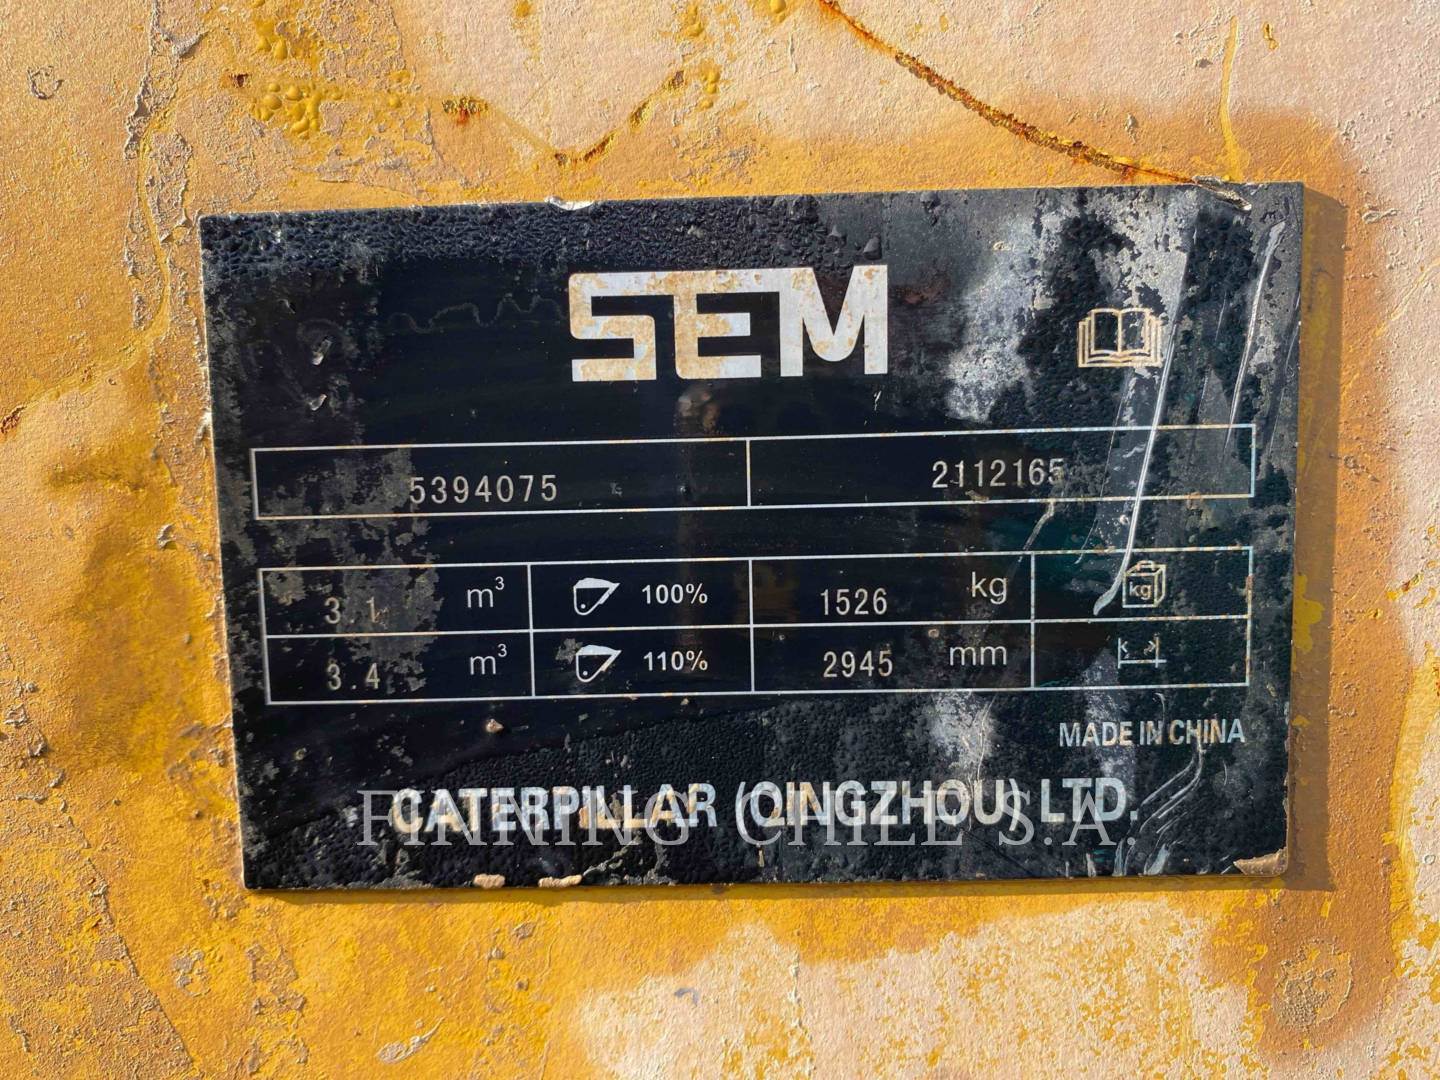 SEM
5394075 2112165
3.1 m³ 100% 1526 kg kg
3.4 m³ 110% 2945 mm
MADE IN CHINA
CATERPILLAR (QINGZHOU) LTD.
FINNING CHILE S.A.